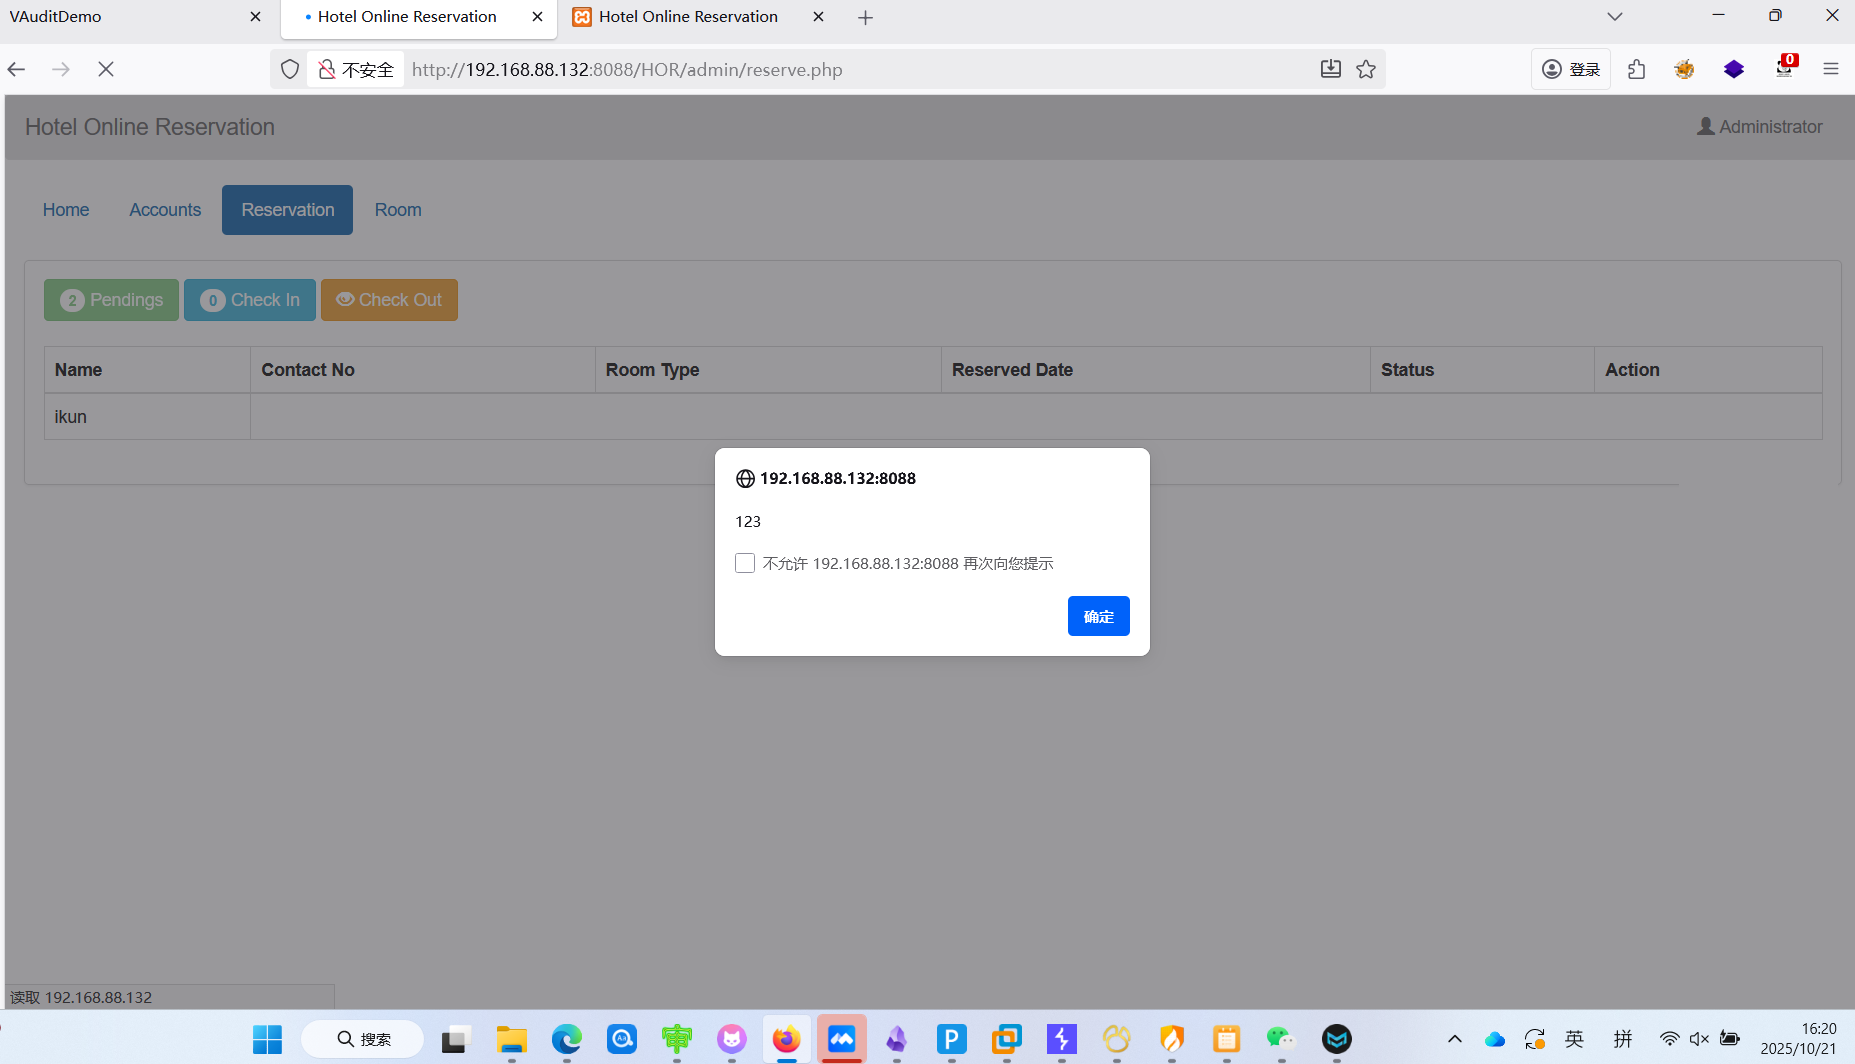 VAuditDemo
Hotel Online Reservation
Hotel Online Reservation
不安全 http://192.168.88.132:8088/HOR/admin/reserve.php
登录
0
Hotel Online Reservation
Administrator
Home Accounts Reservation Room
2 Pendings 0 Check In Check Out
Name Contact No Room Type Reserved Date Status Action
ikun
192.168.88.132:8088
123
不允许 192.168.88.132:8088 再次向您提示
确定
读取 192.168.88.132
搜索
英 拼
16:20
2025/10/21